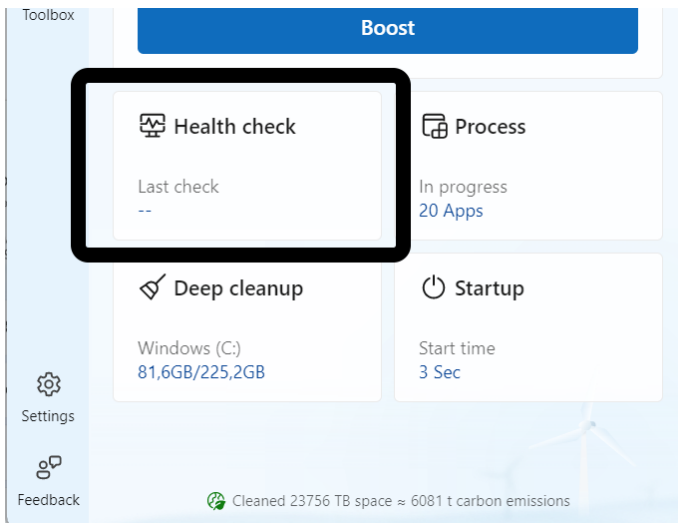 Toolbox
Boost
Health check
Last check
--
Process
In progress
20 Apps
Deep cleanup
Windows (C:)
81,6GB/225,2GB
Startup
Start time
3 Sec
Settings
Feedback
Cleaned 23756 TB space ≈ 6081 t carbon emissions